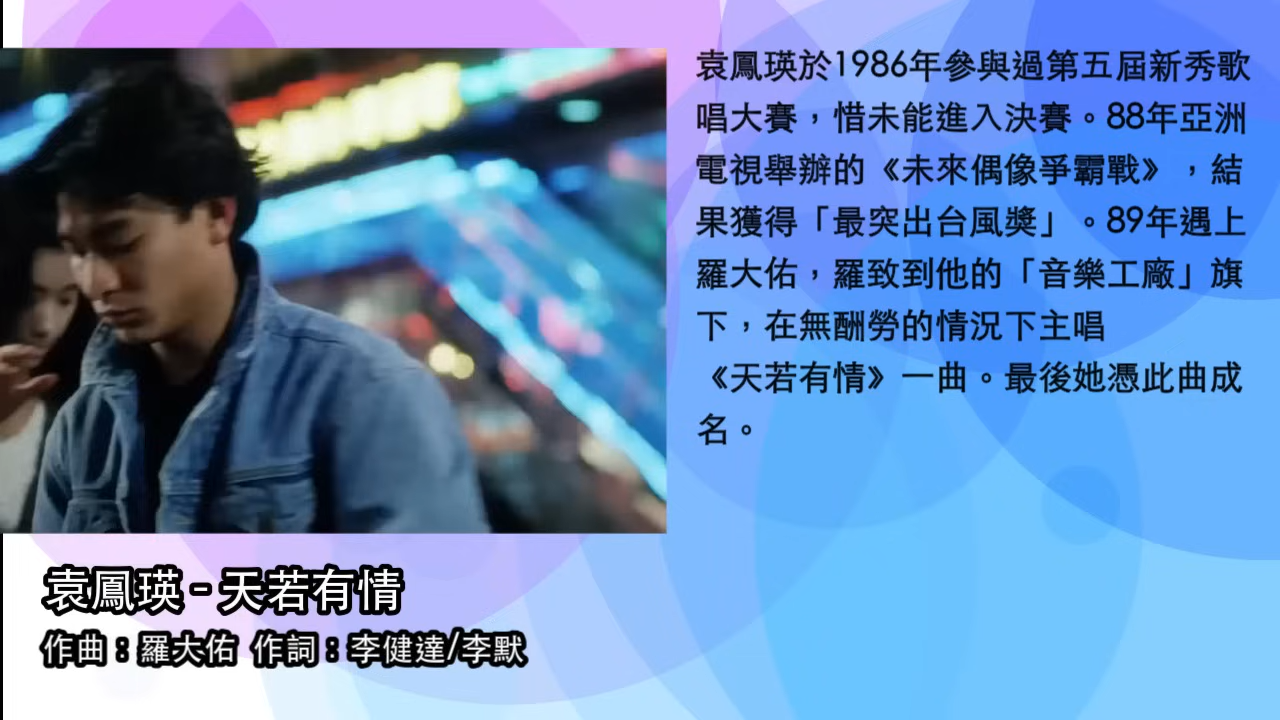 袁鳳瑛於1986年參與過第五屆新秀歌
唱大賽，惜未能進入決賽。88年亞洲
電視舉辦的《未來偶像爭霸戰》，結
果獲得「最突出台風獎」。89年遇上
羅大佑，羅致到他的「音樂工廠」旗
下，在無酬勞的情況下主唱
《天若有情》一曲。最後她憑此曲成
名。
袁鳳瑛 - 天若有情
作曲：羅大佑 作詞：李健達/李默